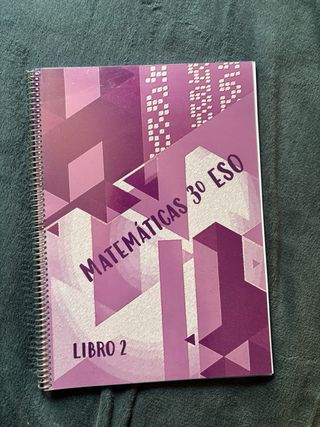 MATEMÁTICAS 3º ESO
LIBRO 2